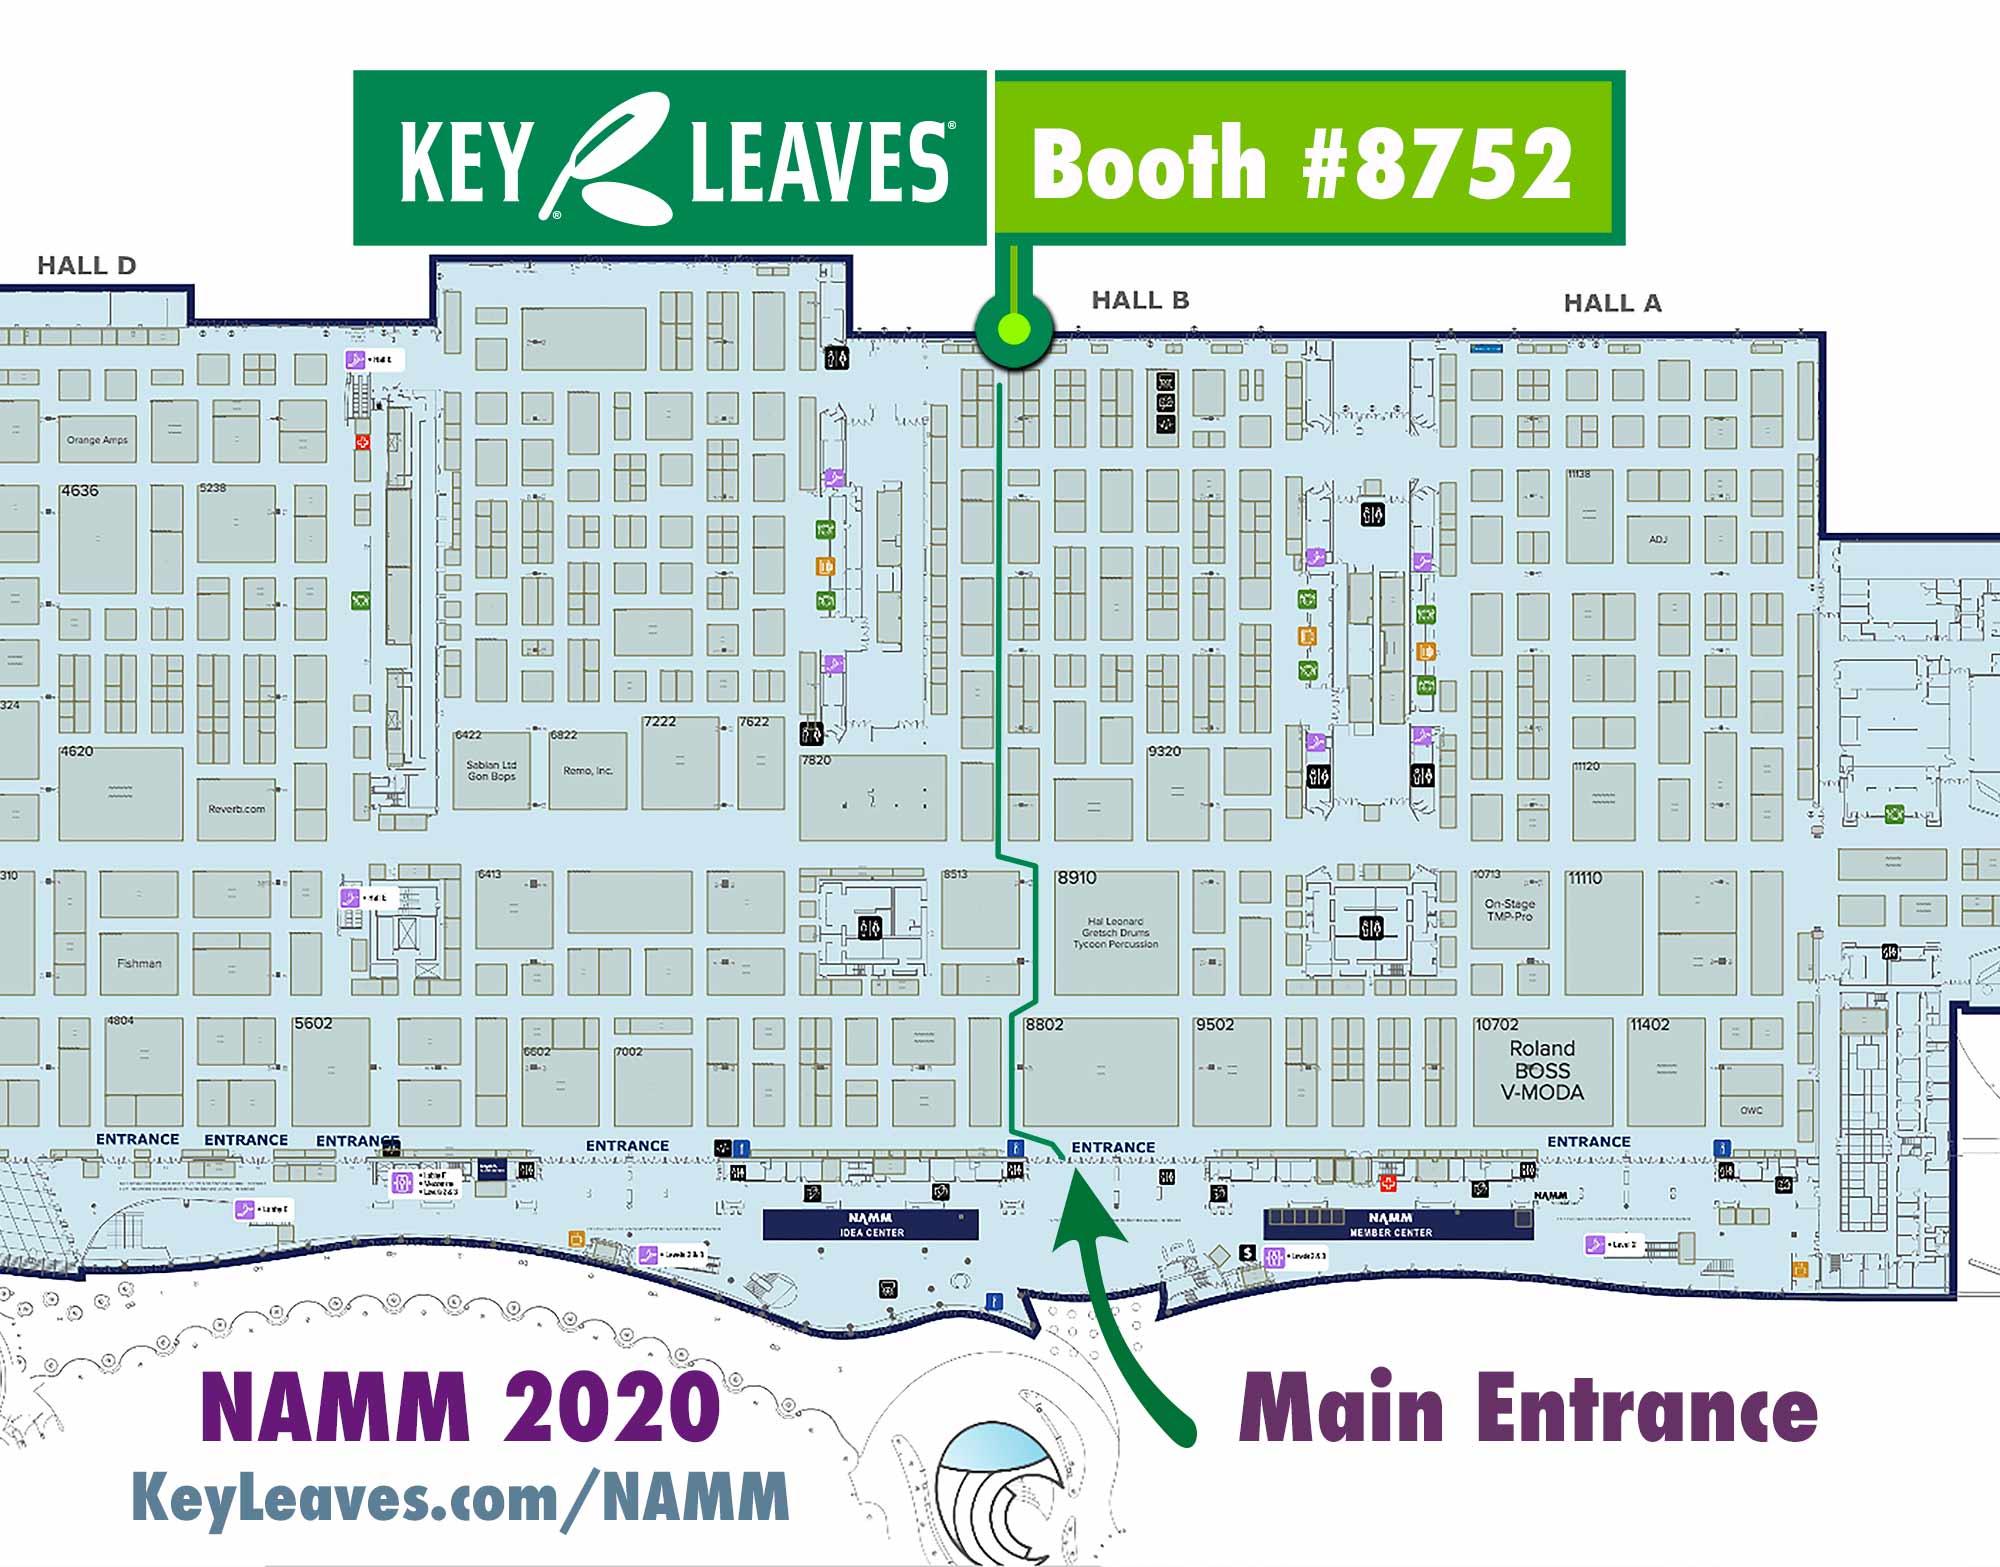 KEY LEAVES®
®
Booth #8752
HALL D
HALL B
HALL A
Orange Amps
4636
5238
11138
ADJ
324
4620
Reverb.com
6422
Sabian Ltd
Gon Bops
6822
Remo, Inc.
7222
7622
7820
9320
11120
310
6413
8513
8910
Hal Leonard
Gretsch Drums
Tycoon Percussion
10713
On-Stage
TMP-Pro
11110
Fishman
4804
5602
6602
7002
8802
9502
10702
Roland
BOSS
V-MODA
11402
OWC
ENTRANCE
ENTRANCE
ENTRANCE
ENTRANCE
ENTRANCE
ENTRANCE
NAMM
IDEA CENTER
NAMM
MEMBER CENTER
NAMM
NAMM 2020
Main Entrance
KeyLeaves.com/NAMM